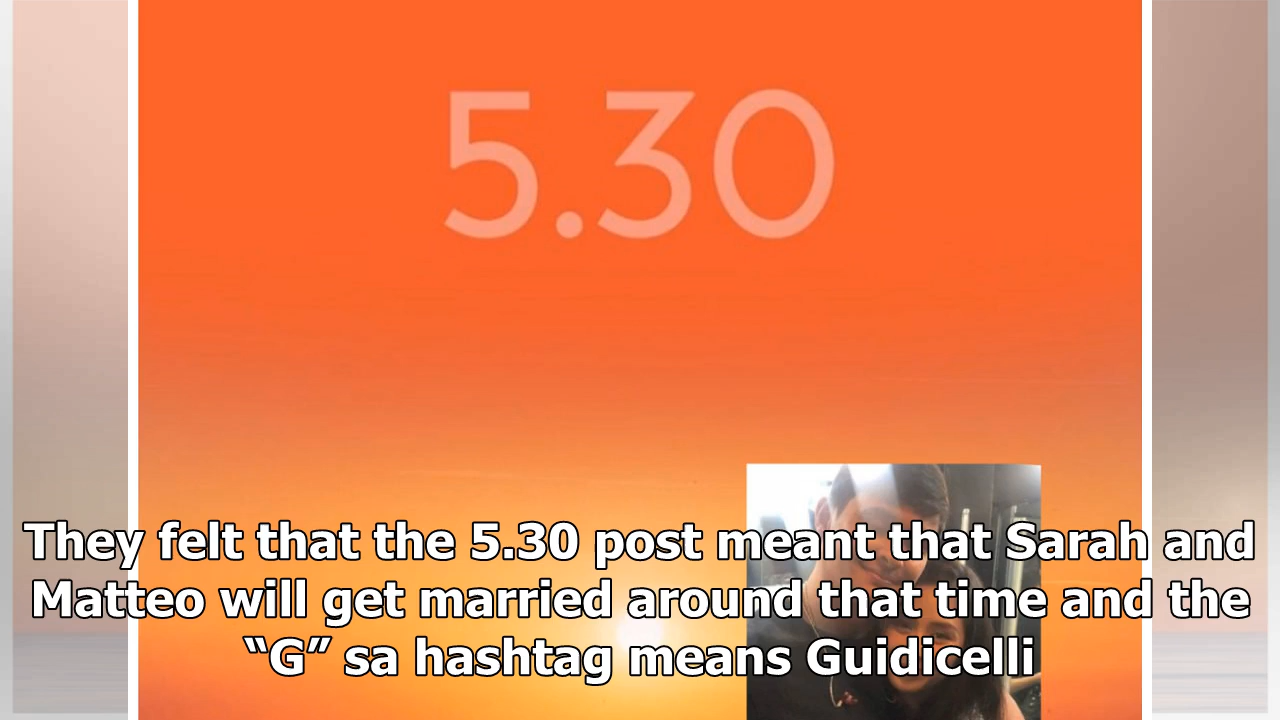 5.30
They felt that the 5.30 post meant that Sarah and
Matteo will get married around that time and the
“G” sa hashtag means Guidicelli